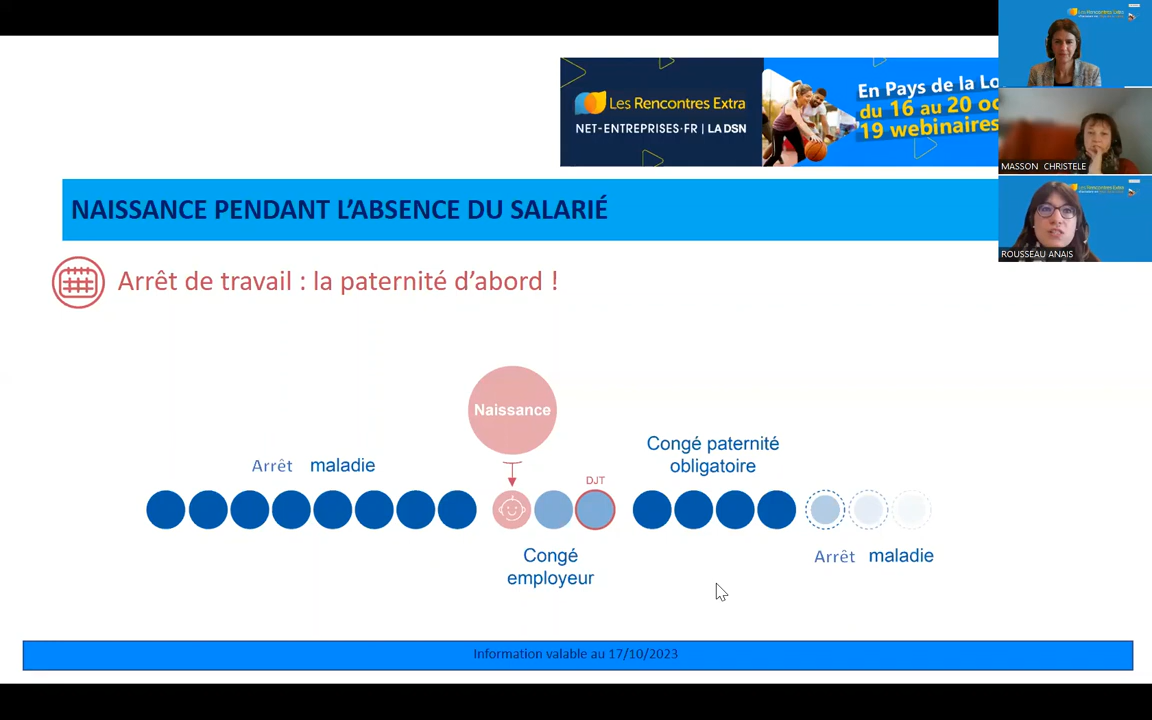 Les Rencontres Extra
NET-ENTREPRISES·FR | LA DSN
En Pays de la Lo
du 16 au 20 oc
19 webinaires
MASSON CHRISTELE
ROUSSEAU ANAIS
NAISSANCE PENDANT L'ABSENCE DU SALARIÉ
Arrêt de travail : la paternité d'abord !
Naissance
Arrêt maladie
DJT
Congé paternité
obligatoire
Congé
employeur
Arrêt maladie
Information valable au 17/10/2023